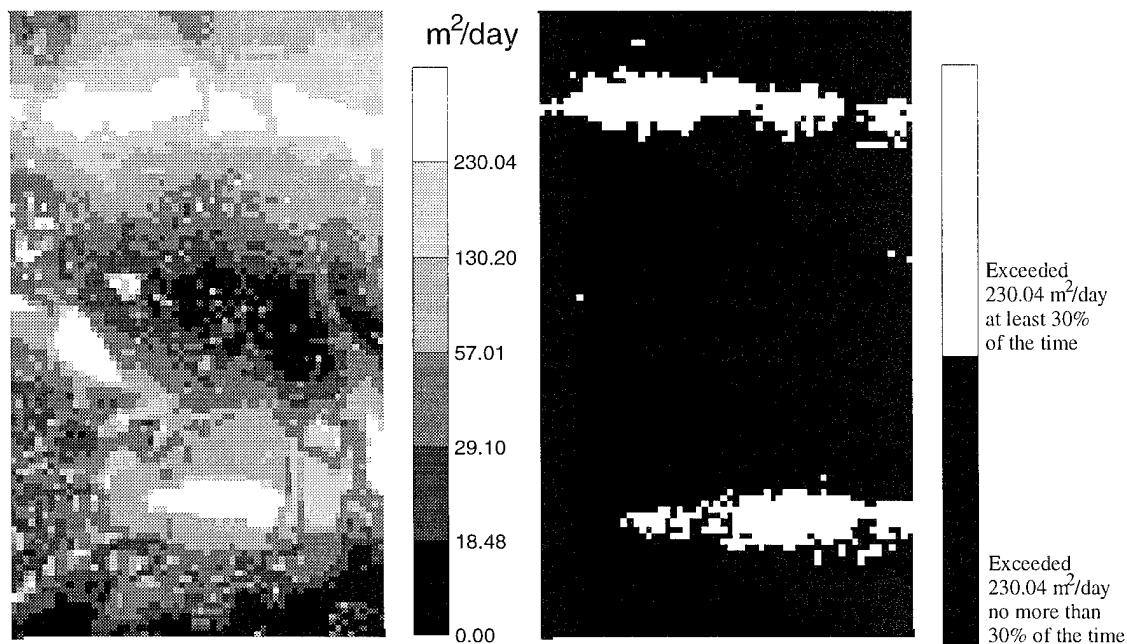 m²/day
230.04
130.20
57.01
29.10
18.48
0.00
Exceeded
230.04 m²/day
at least 30%
of the time
Exceeded
230.04 m²/day
no more than
30% of the time